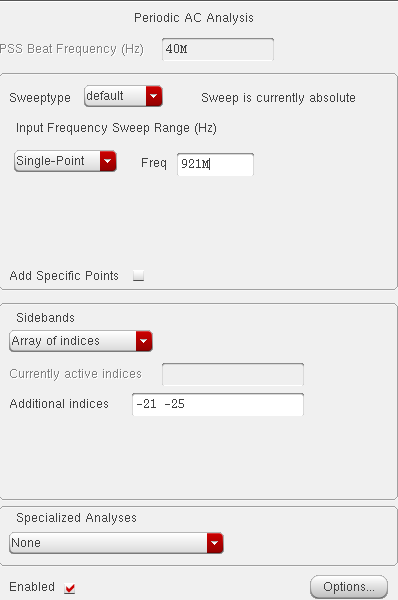 Periodic AC Analysis
PSS Beat Frequency (Hz) 40M
Sweeptype default Sweep is currently absolute
Input Frequency Sweep Range (Hz)
Single-Point Freq 921M
Add Specific Points
Sidebands
Array of indices
Currently active indices
Additional indices -21 -25
Specialized Analyses
None
Enabled Options...